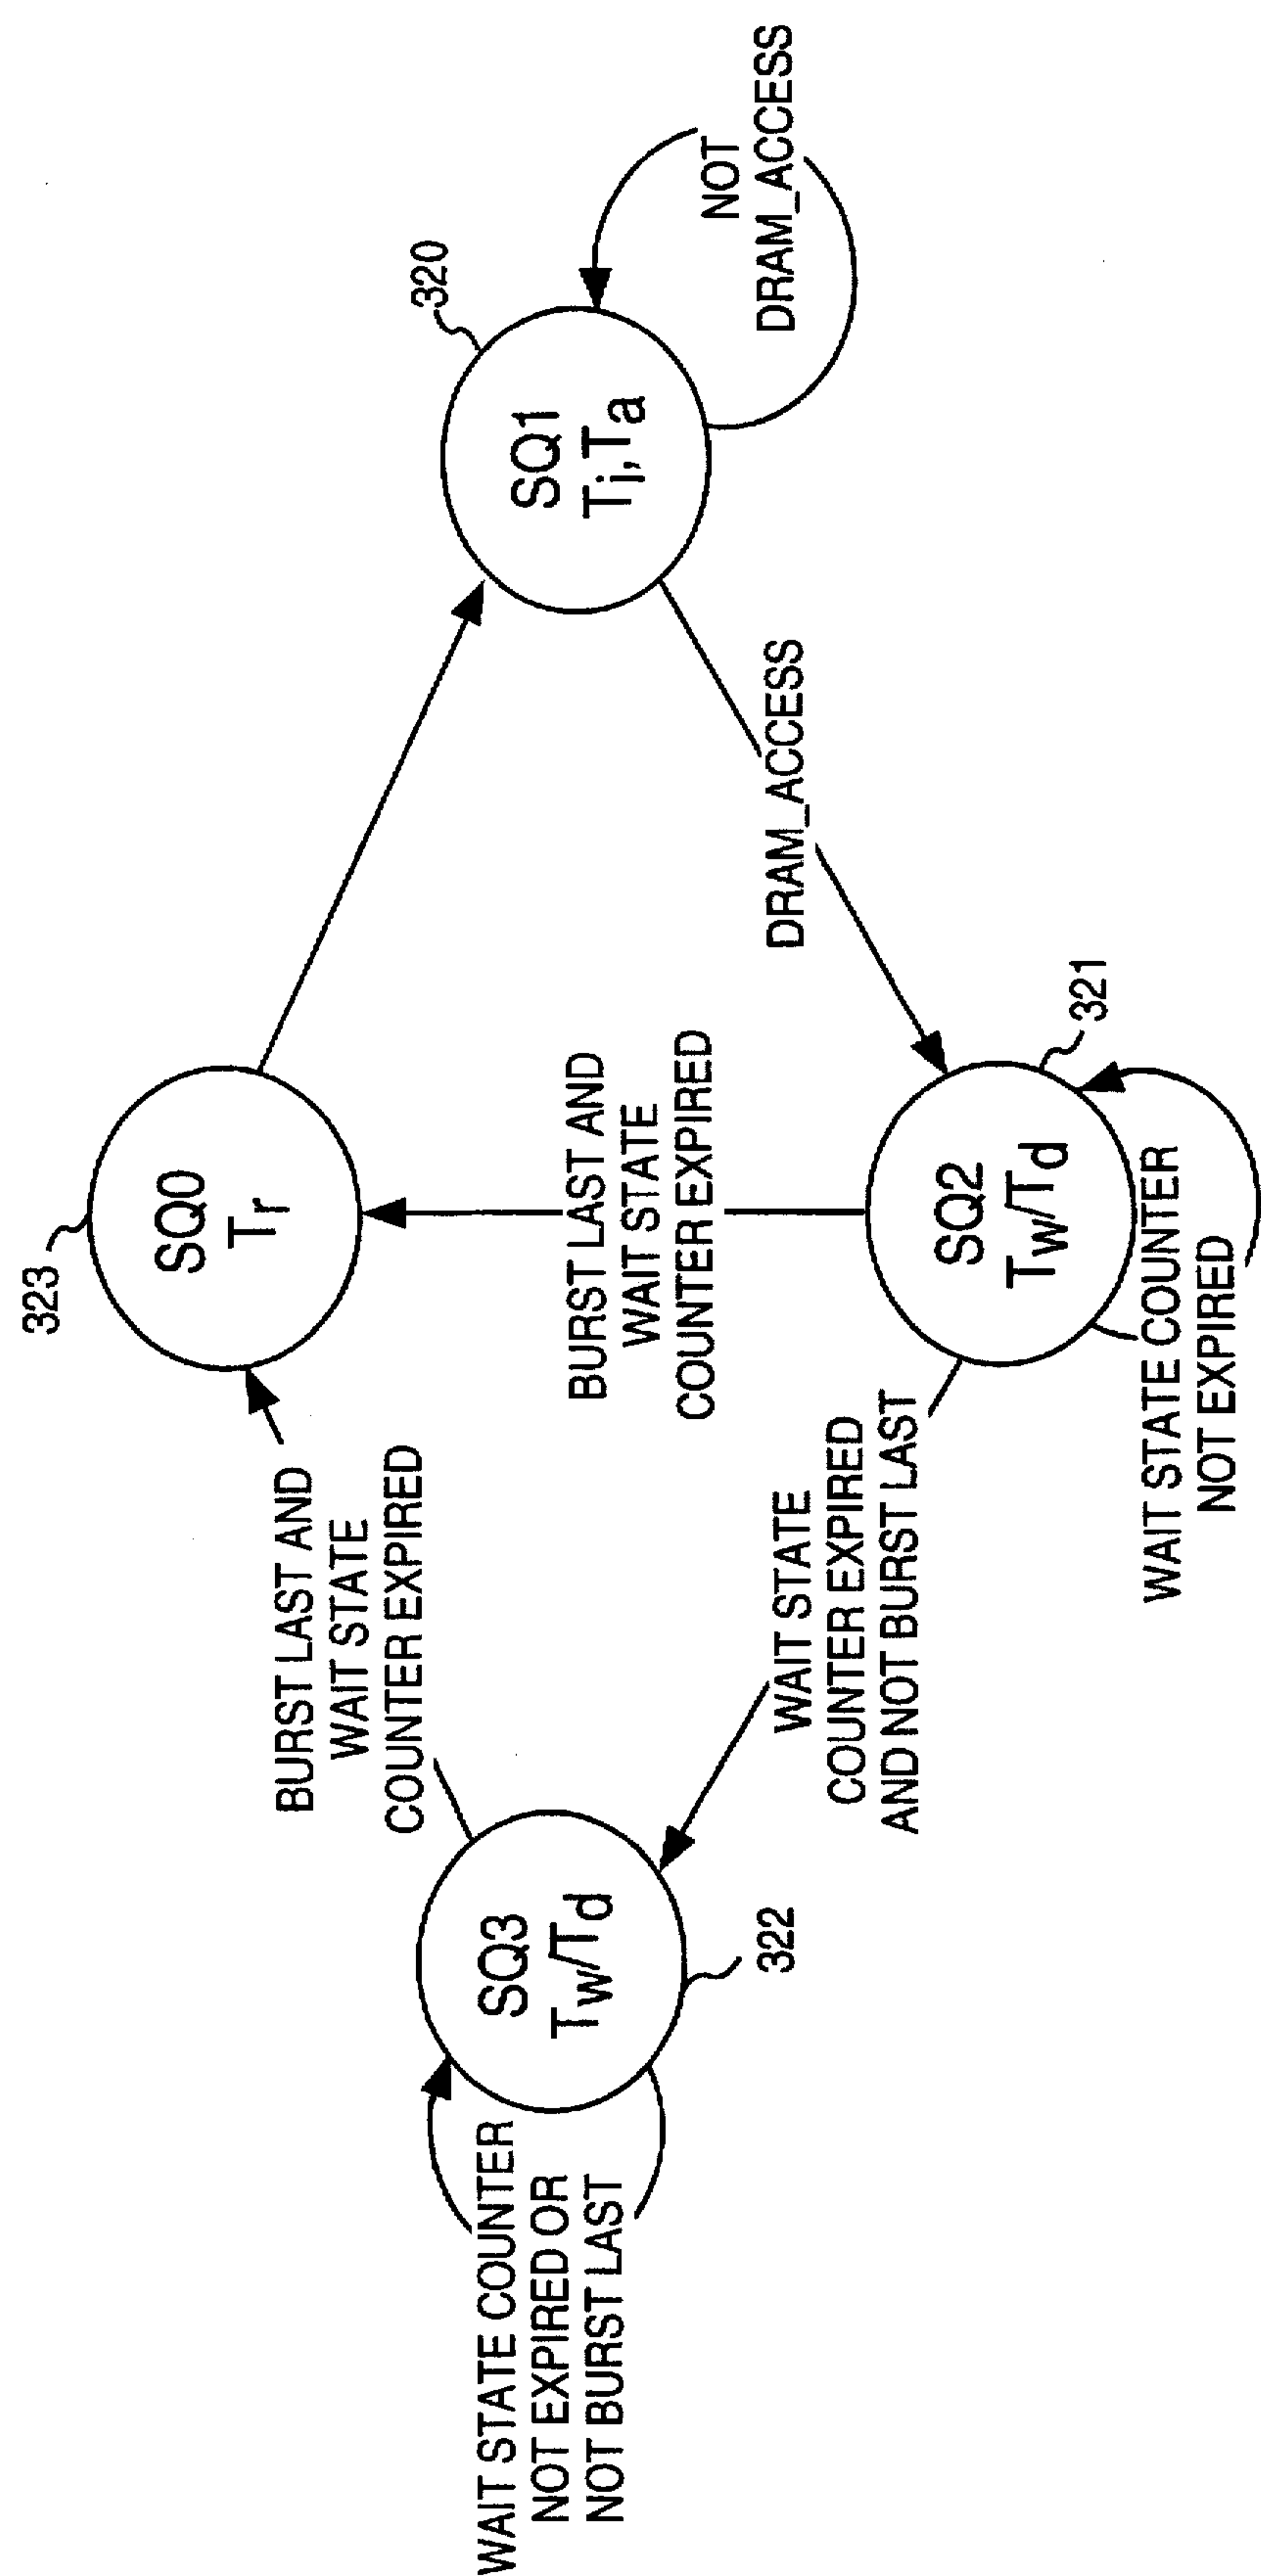 323
SQ0
Tr
BURST LAST AND
WAIT STATE
COUNTER EXPIRED
320
SQ3
Tw/Td
322
WAIT STATE COUNTER
NOT EXPIRED OR
NOT BURST LAST
BURST LAST AND
WAIT STATE
COUNTER EXPIRED
SQ1
Ti,Ta
NOT
DRAM_ACCESS
WAIT STATE
COUNTER EXPIRED
AND NOT BURST LAST
DRAM_ACCESS
SQ2
Tw/Td
321
WAIT STATE COUNTER
NOT EXPIRED